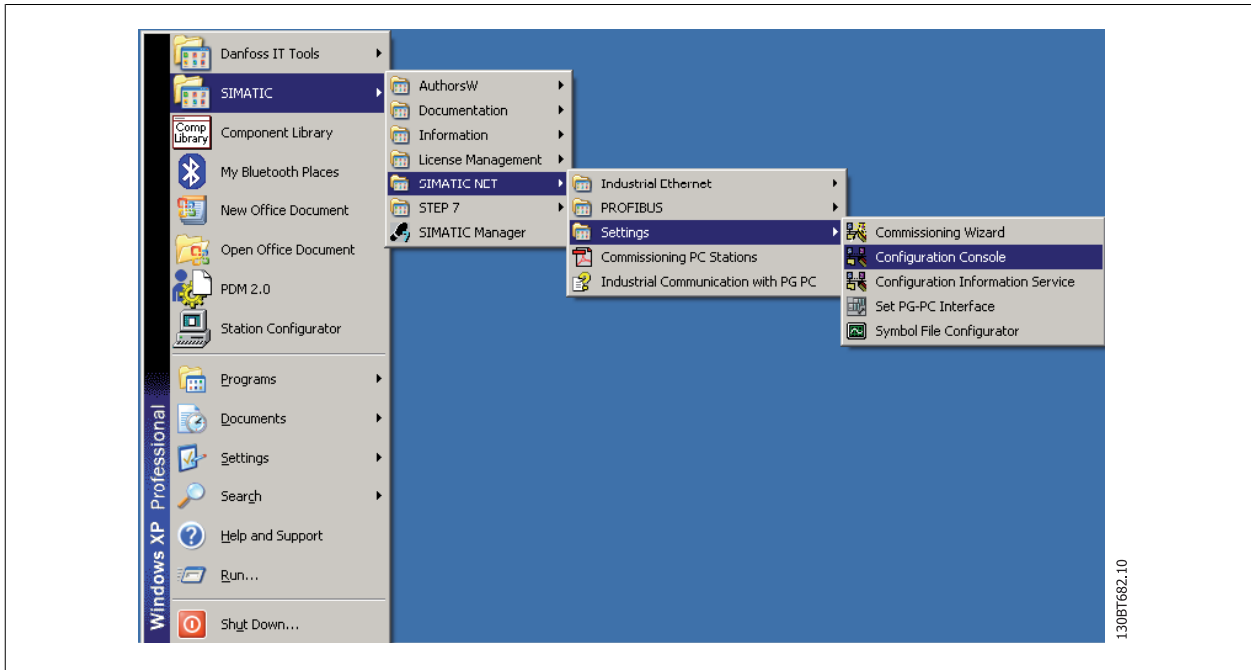 Danfoss IT Tools
SIMATIC
Comp
Library
Component Library
My Bluetooth Places
New Office Document
Open Office Document
PDM 2.0
Station Configurator
Programs
Documents
Settings
Search
Help and Support
Run...
Shut Down...
Windows XP Professional
AuthorsW
Documentation
Information
License Management
SIMATIC NET
STEP 7
SIMATIC Manager
Industrial Ethernet
PROFIBUS
Settings
Commissioning PC Stations
Industrial Communication with PG PC
Commissioning Wizard
Configuration Console
Configuration Information Service
Set PG-PC Interface
Symbol File Configurator
130BT682.10